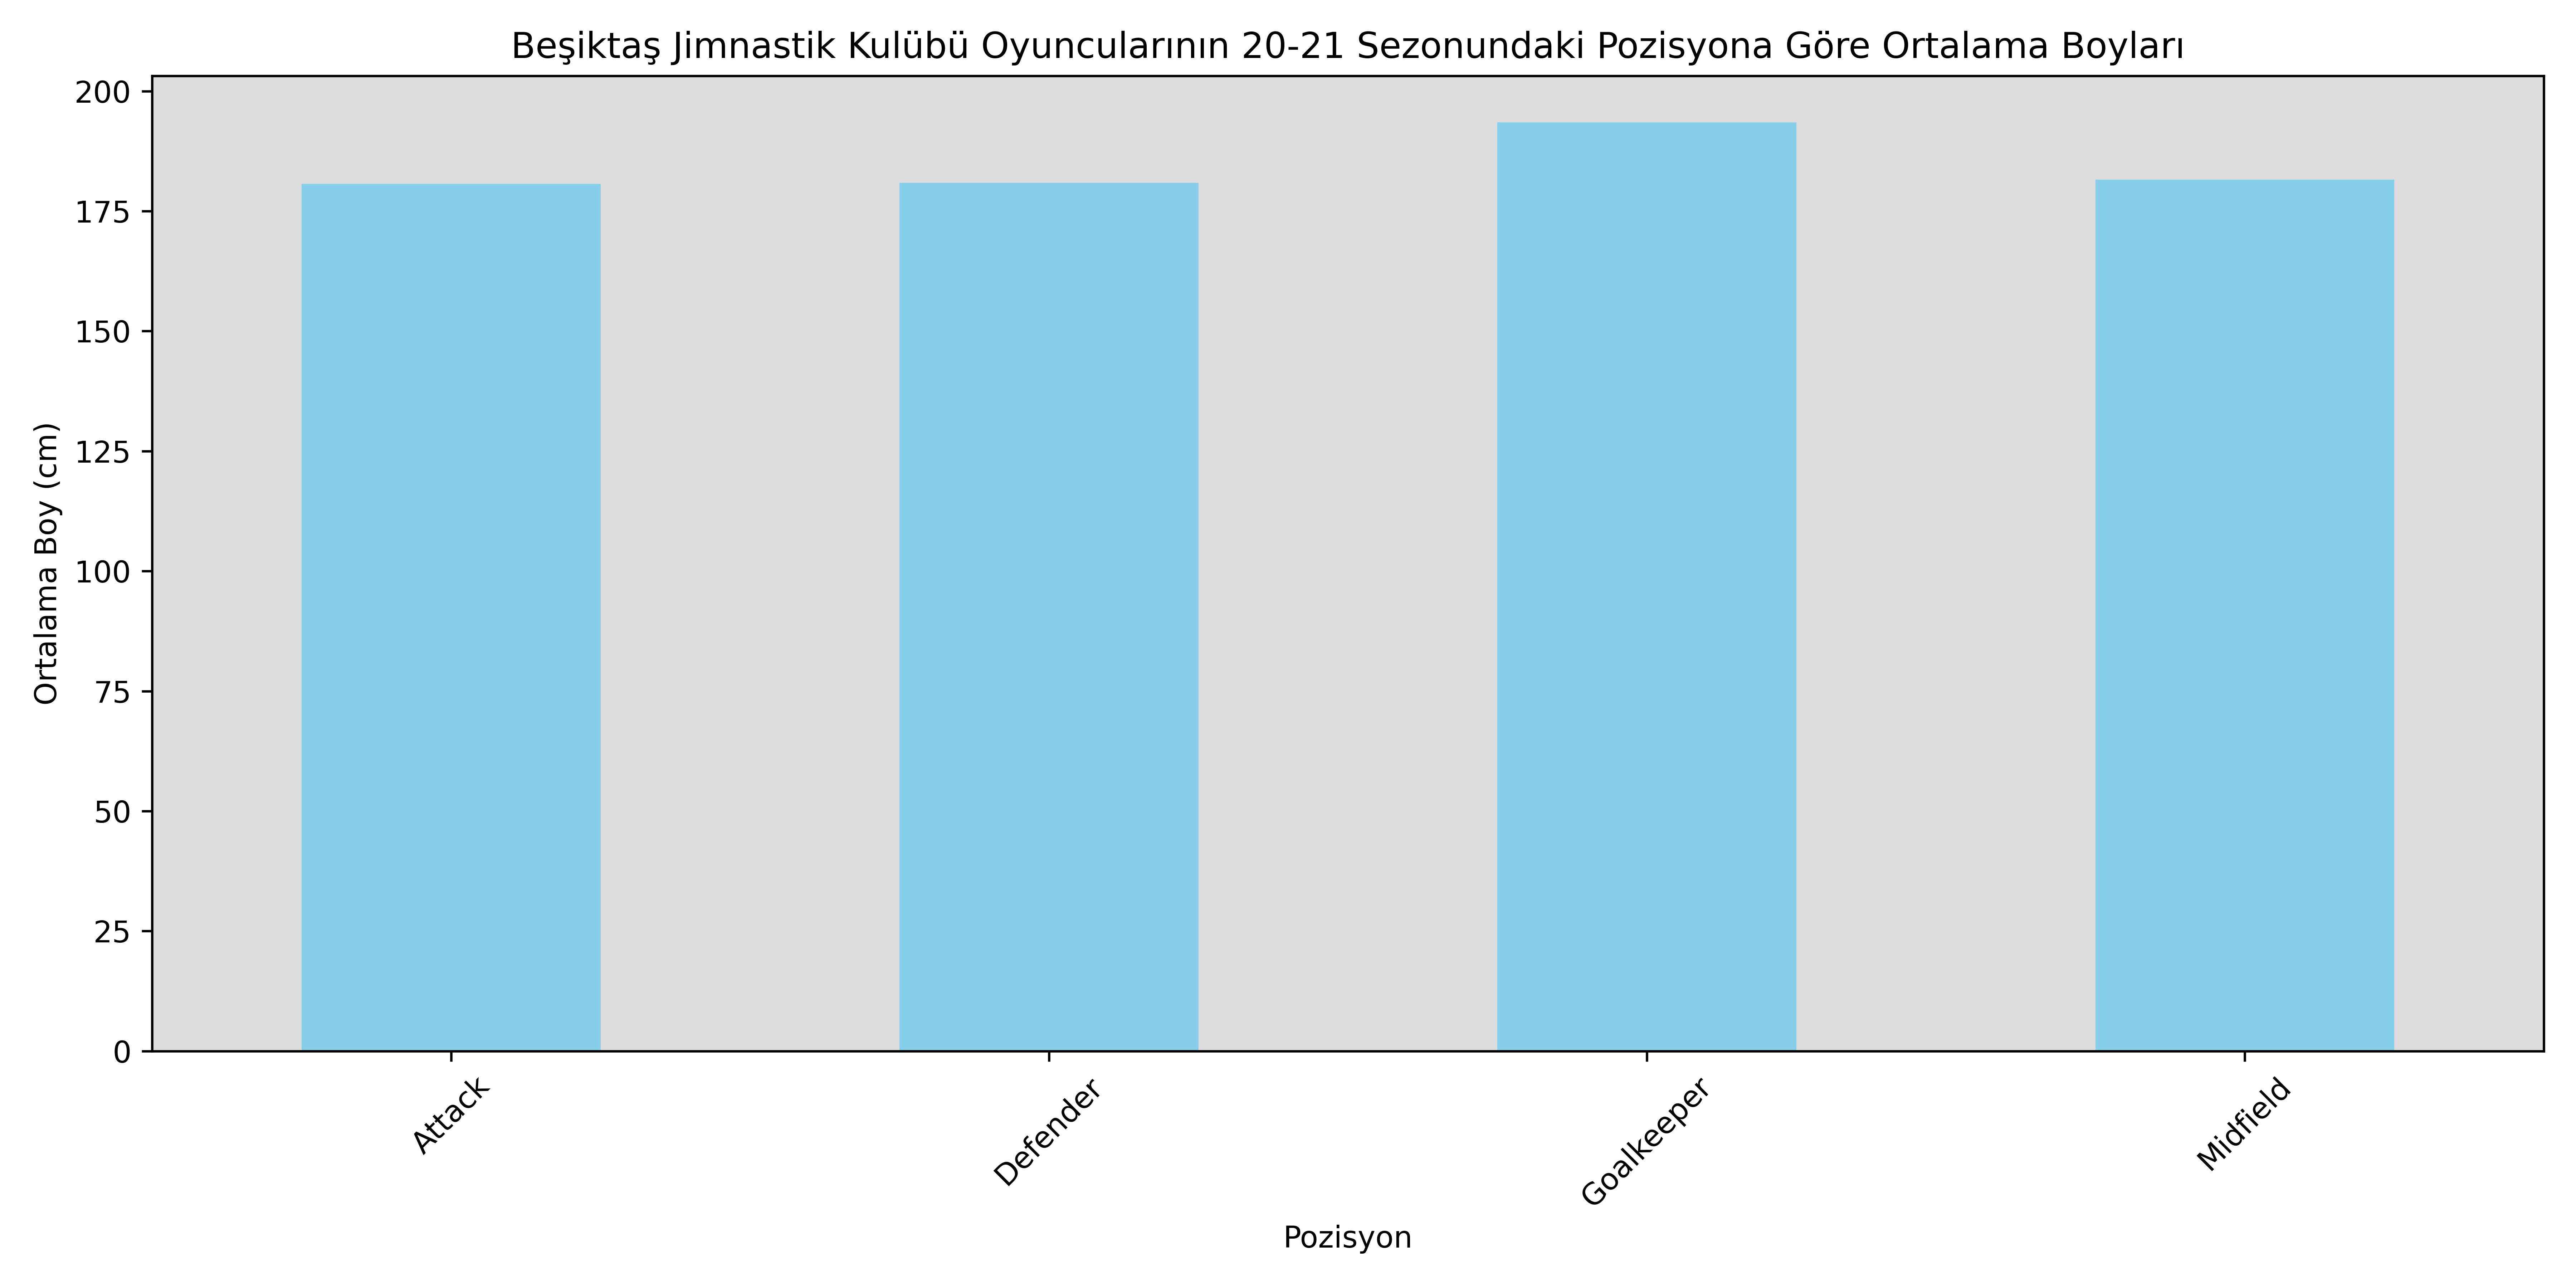 Beşiktaş Jimnastik Kulübü Oyuncularının 20-21 Sezonundaki Pozisyona Göre Ortalama Boyları
Ortalama Boy (cm)
200
175
150
125
100
75
50
25
0
Attack
Defender
Goalkeeper
Midfield
Pozisyon